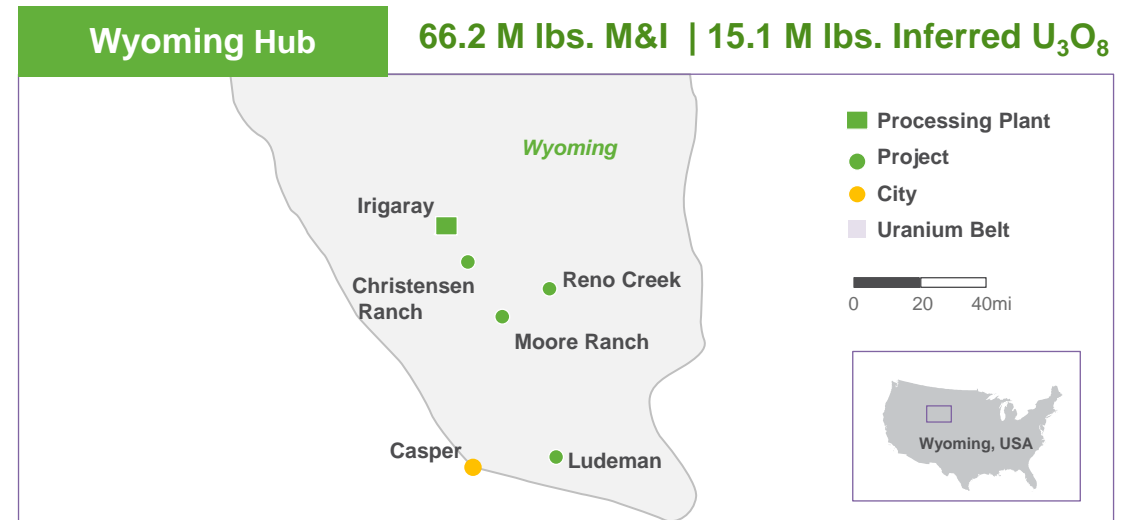 Wyoming Hub
66.2 M lbs. M&I | 15.1 M lbs. Inferred U₃O₈
Wyoming
Irigaray
Christensen
Ranch
Reno Creek
Moore Ranch
Casper
Ludeman
Processing Plant
Project
City
Uranium Belt
0 20 40mi
Wyoming, USA